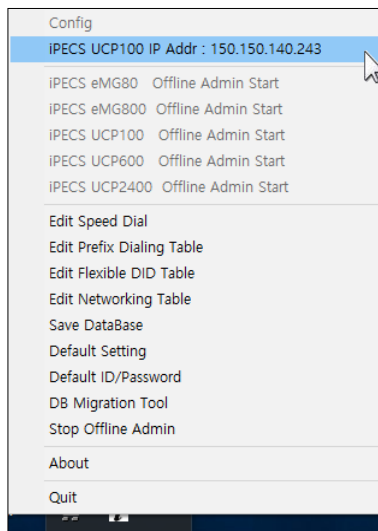 Config
iPECS UCP100 IP Addr : 150.150.140.243
iPECS eMG80 Offline Admin Start
iPECS eMG800 Offline Admin Start
iPECS UCP100 Offline Admin Start
iPECS UCP600 Offline Admin Start
iPECS UCP2400 Offline Admin Start
Edit Speed Dial
Edit Prefix Dialing Table
Edit Flexible DID Table
Edit Networking Table
Save DataBase
Default Setting
Default ID/Password
DB Migration Tool
Stop Offline Admin
About
Quit